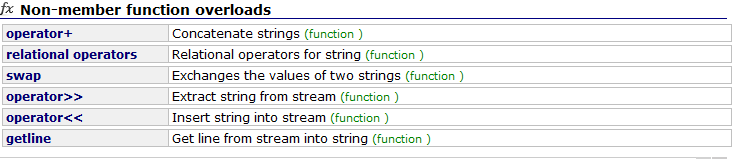 fx Non-member function overloads
operator+ Concatenate strings (function )
relational operators Relational operators for string (function )
swap Exchanges the values of two strings (function )
operator>> Extract string from stream (function )
operator<< Insert string into stream (function )
getline Get line from stream into string (function )